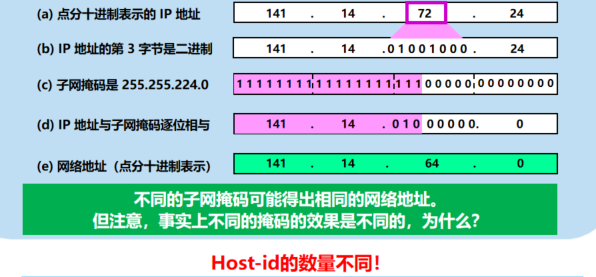 (a) 点分十进制表示的 IP 地址 141 . 14 . 72 . 24
(b) IP 地址的第 3 字节是二进制 141 . 14 .01001000. 24
(c) 子网掩码是 255.255.224.0 11111111 11111111 11100000 00000000
(d) IP 地址与子网掩码逐位相与 141 . 14 .01000000. 0
(e) 网络地址（点分十进制表示） 141 . 14 . 64 . 0
不同的子网掩码可能得出相同的网络地址。
但注意，事实上不同的掩码的效果是不同的，为什么？
Host-id的数量不同！